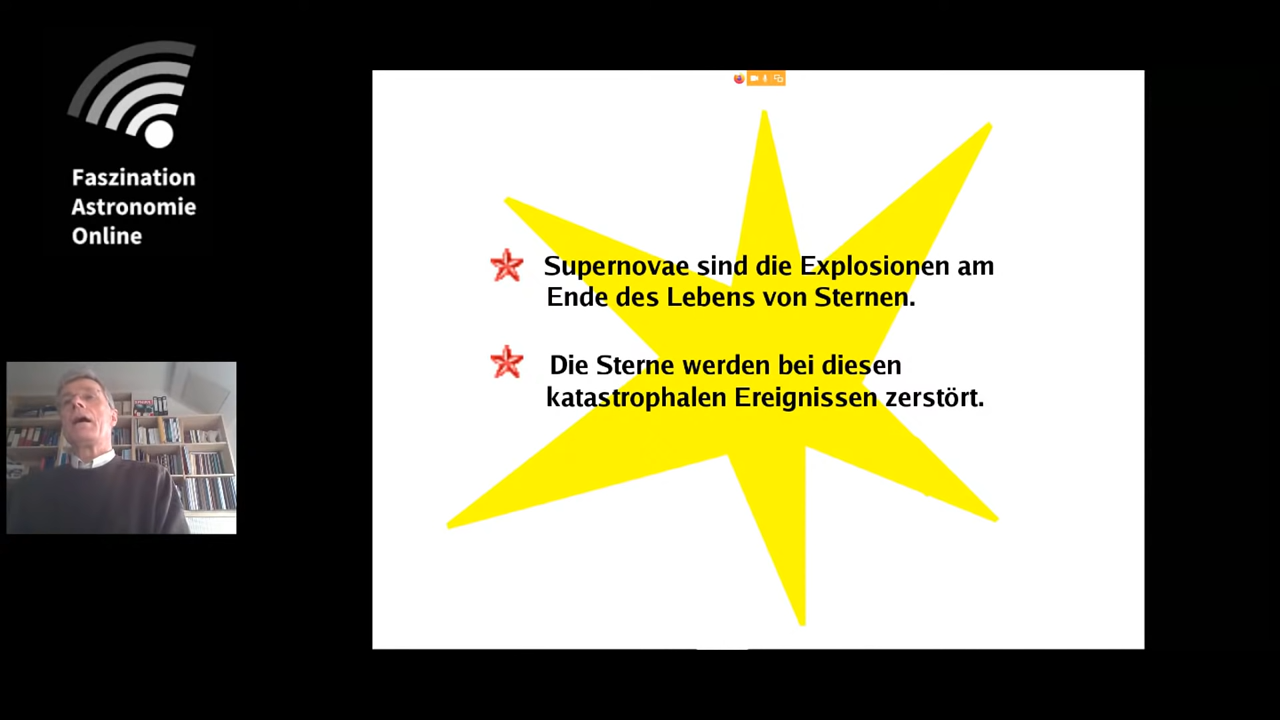 Faszination
Astronomie
Online
Supernovae sind die Explosionen am
Ende des Lebens von Sternen.
Die Sterne werden bei diesen
katastrophalen Ereignissen zerstört.